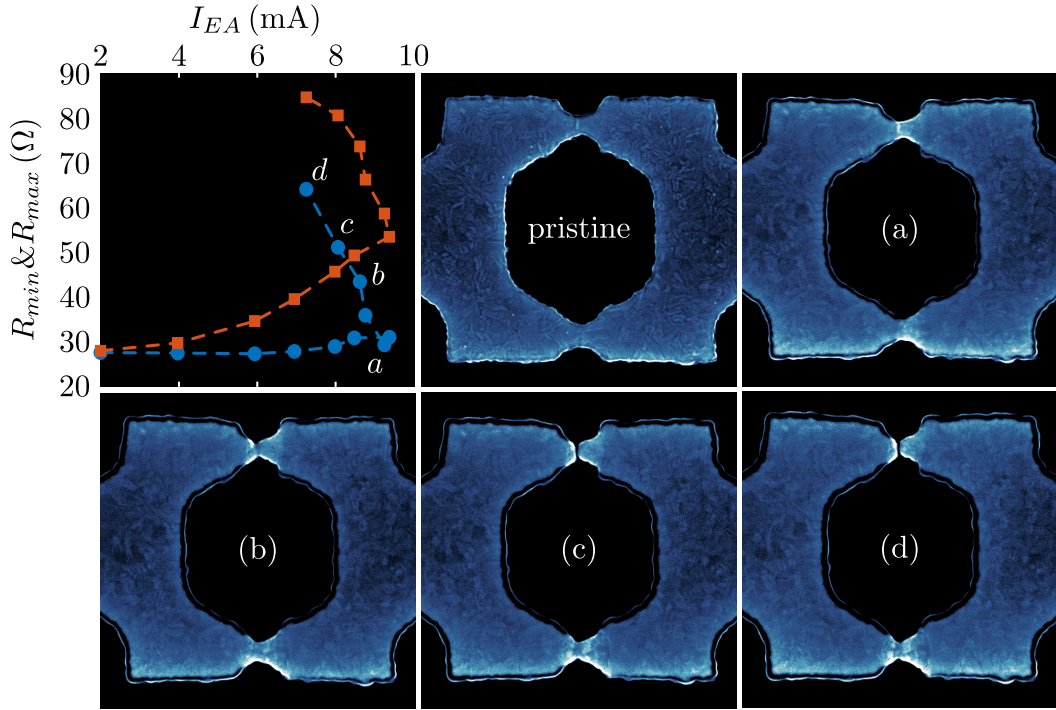 I_{EA} (mA)
2 4 6 8 10
R_{min}&R_{max} (Ω)
90
80
70
60
50
40
30
20
d
c
b
a
pristine
(a)
(b)
(c)
(d)